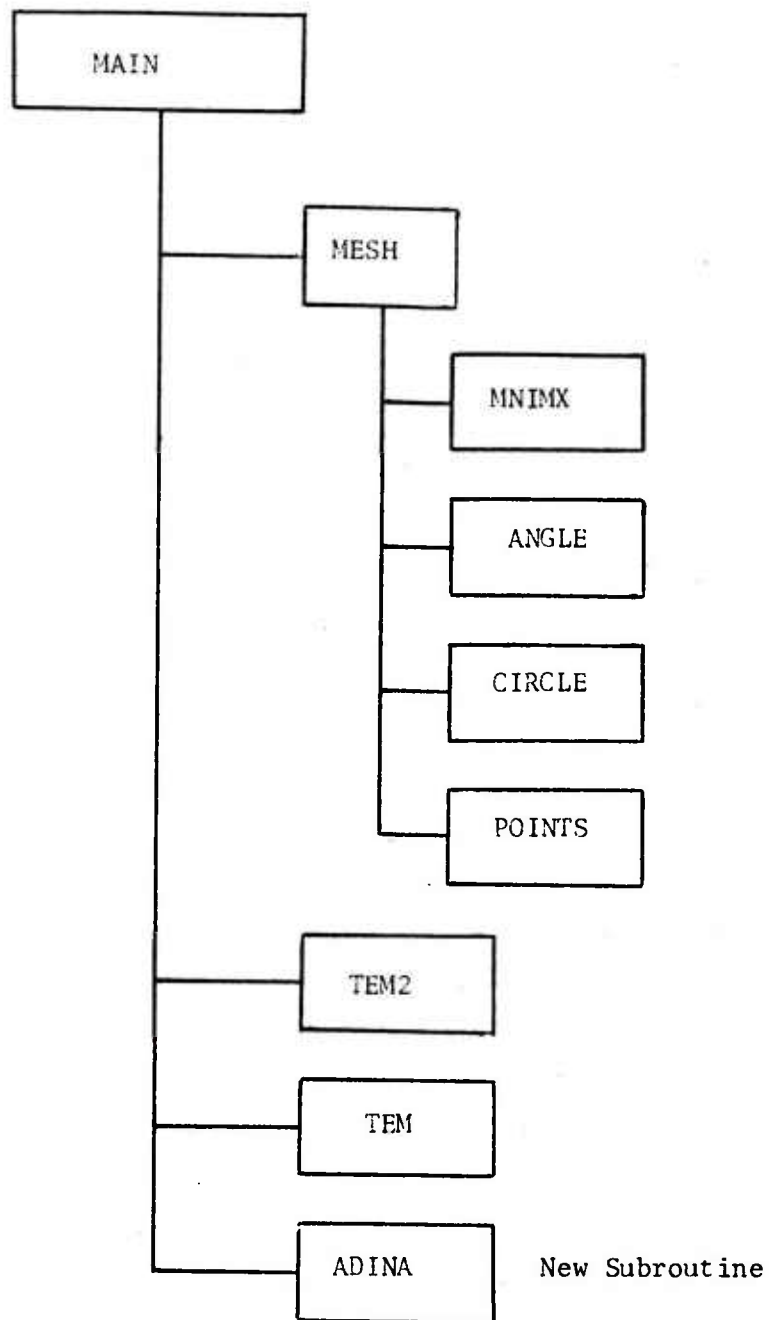 MAIN
MESH
MNIMX
ANGLE
CIRCLE
POINTS
TEM2
TEM
ADINA New Subroutine